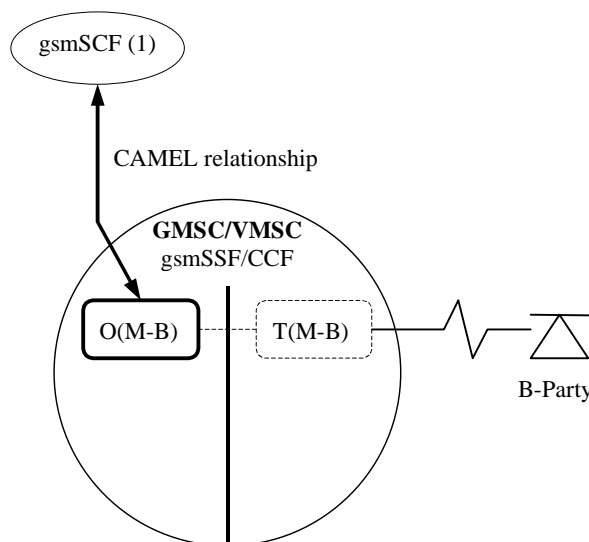 gsmSCF (1)
CAMEL relationship
GMSC/VMSC
gsmSSF/CCF
O(M-B)
T(M-B)
B-Party